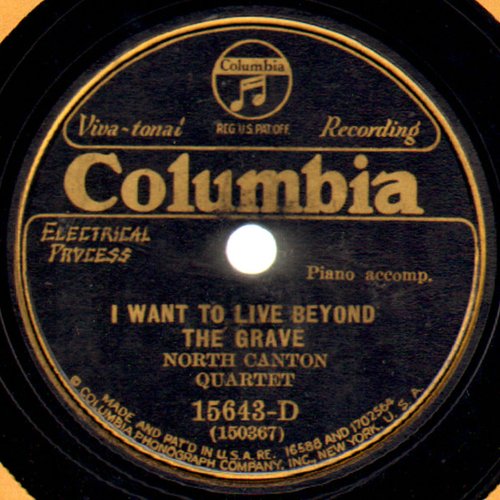 Columbia
REG. U.S. PAT. OFF.
Viva-tonal Recording
Columbia
ELECTRICAL
PROCESS
Piano accomp.
I WANT TO LIVE BEYOND
THE GRAVE
NORTH CANTON
QUARTET
15643-D
(150367)
MADE AND PAT'D IN U.S.A. RE. 16588 AND 1702564
© COLUMBIA PHONOGRAPH COMPANY, INC., NEW YORK, U.S.A.